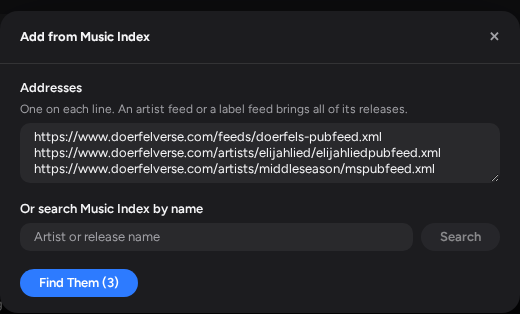 Add from Music Index
×
Addresses
One on each line. An artist feed or a label feed brings all of its releases.
https://www.doerfelverse.com/feeds/doerfels-pubfeed.xml
https://www.doerfelverse.com/artists/elijahlied/elijahliedpubfeed.xml
https://www.doerfelverse.com/artists/middleseason/mspubfeed.xml
Or search Music Index by name
Artist or release name
Search
Find Them (3)